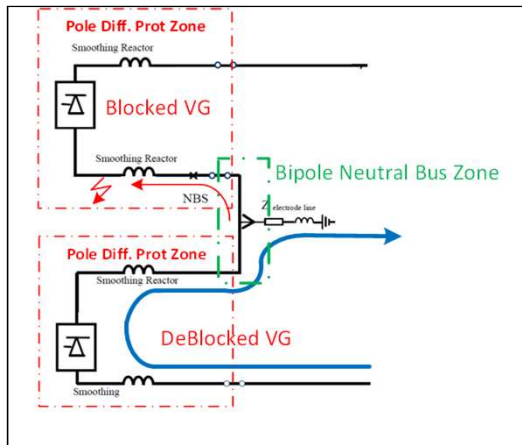 Pole Diff. Prot Zone
Smoothing Reactor
Blocked VG
Smoothing Reactor
Bipole Neutral Bus Zone
NBS
Z electrode line
Pole Diff. Prot Zone
Smoothing Reactor
DeBlocked VG
Smoothing